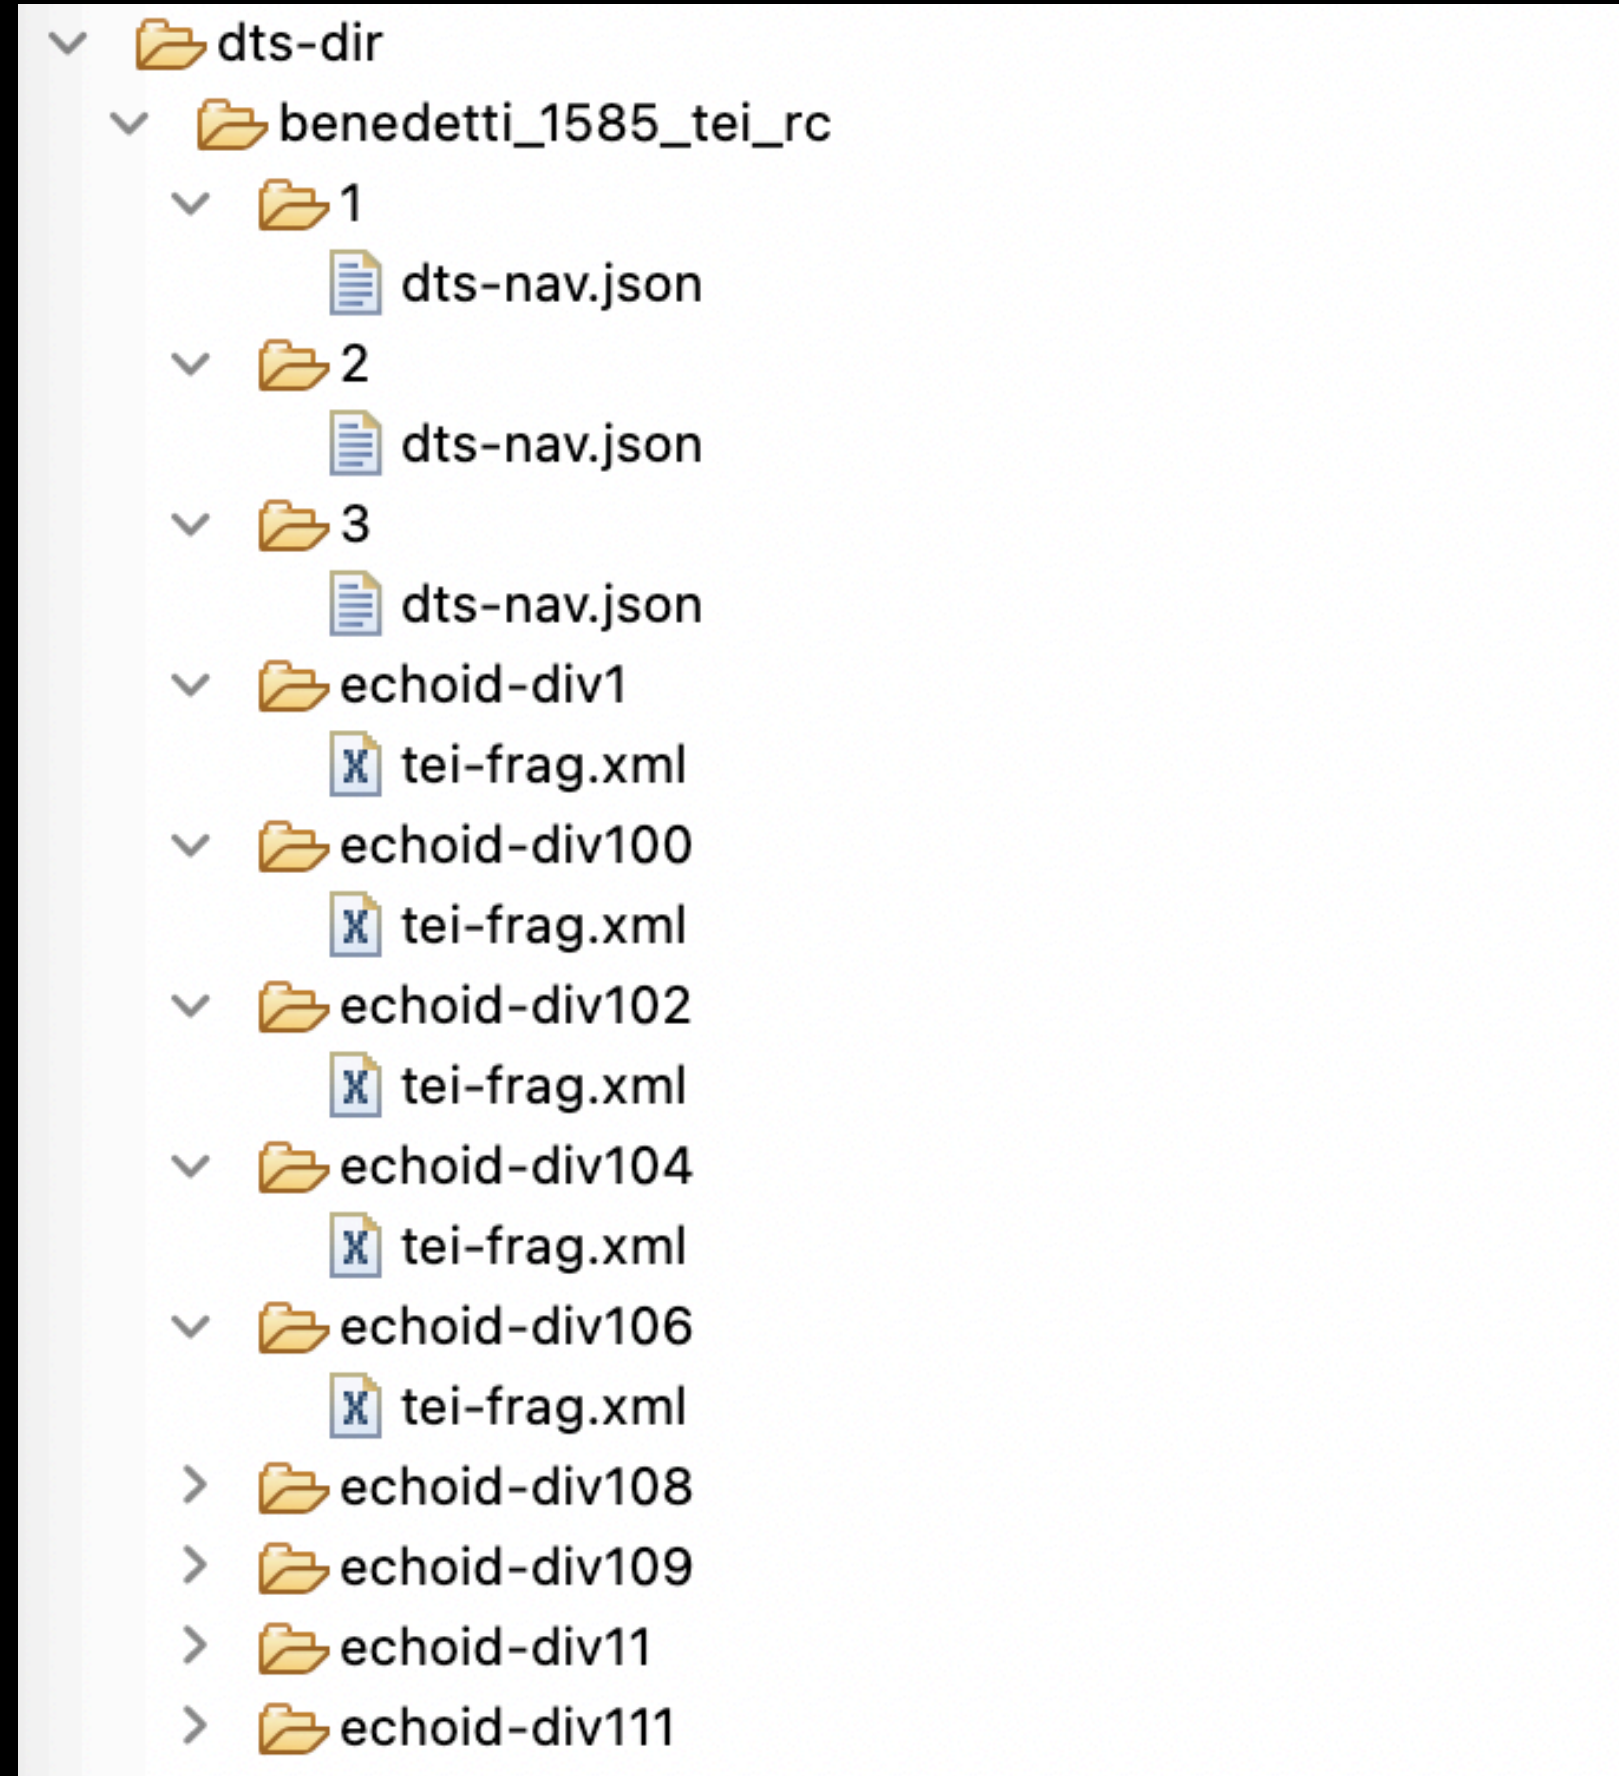 dts-dir
benedetti_1585_tei_rc
1
dts-nav.json
2
dts-nav.json
3
dts-nav.json
echoid-div1
tei-frag.xml
echoid-div100
tei-frag.xml
echoid-div102
tei-frag.xml
echoid-div104
tei-frag.xml
echoid-div106
tei-frag.xml
echoid-div108
echoid-div109
echoid-div11
echoid-div111